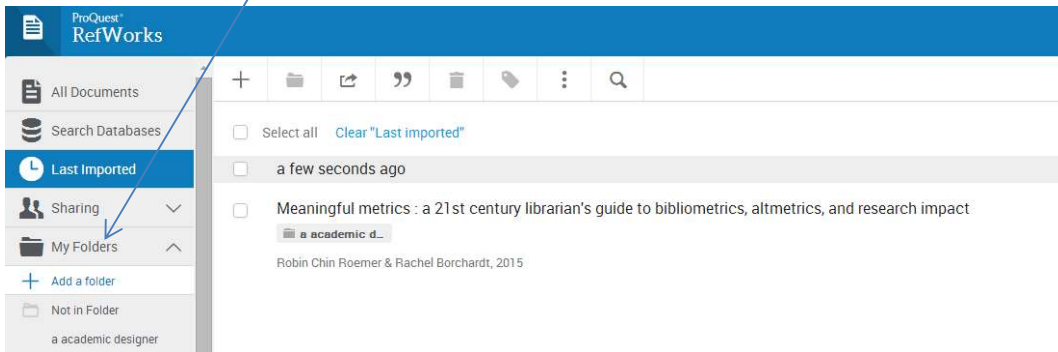 ProQuest®
RefWorks
All Documents
Search Databases
Last Imported
Sharing
My Folders
Add a folder
Not in Folder
a academic designer
Select all Clear "Last imported"
a few seconds ago
Meaningful metrics : a 21st century librarian's guide to bibliometrics, altmetrics, and research impact
a academic d...
Robin Chin Roemer & Rachel Borchardt, 2015